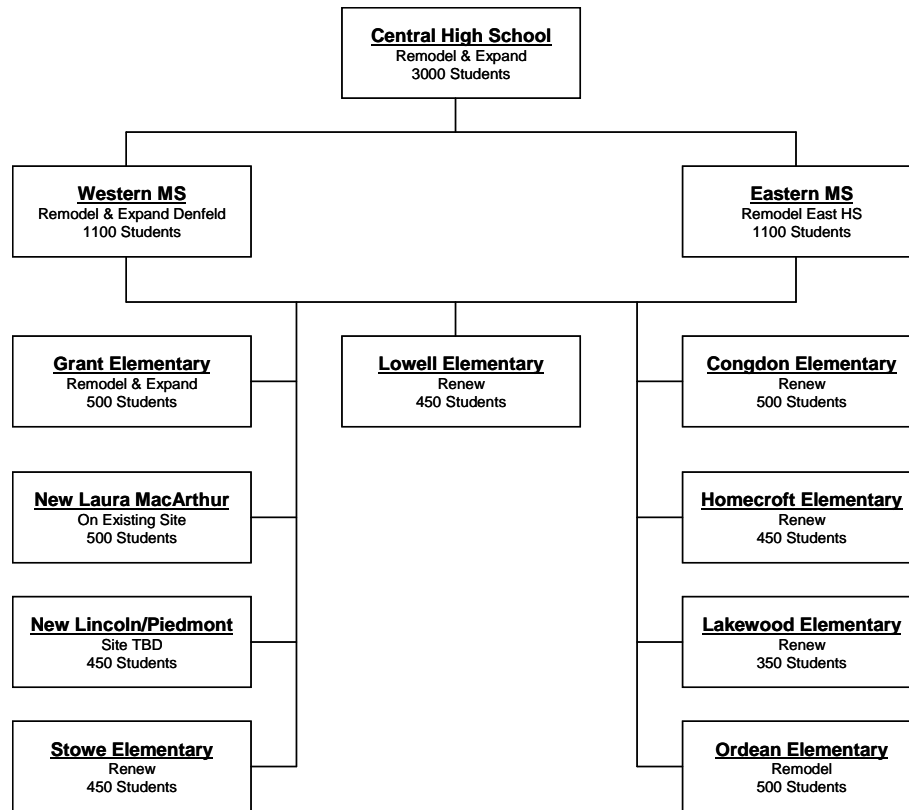 Central High School
Remodel & Expand
3000 Students
Western MS
Remodel & Expand Denfeld
1100 Students
Eastern MS
Remodel East HS
1100 Students
Grant Elementary
Remodel & Expand
500 Students
Lowell Elementary
Renew
450 Students
Congdon Elementary
Renew
500 Students
New Laura MacArthur
On Existing Site
500 Students
Homecroft Elementary
Renew
450 Students
New Lincoln/Piedmont
Site TBD
450 Students
Lakewood Elementary
Renew
350 Students
Stowe Elementary
Renew
450 Students
Ordean Elementary
Remodel
500 Students